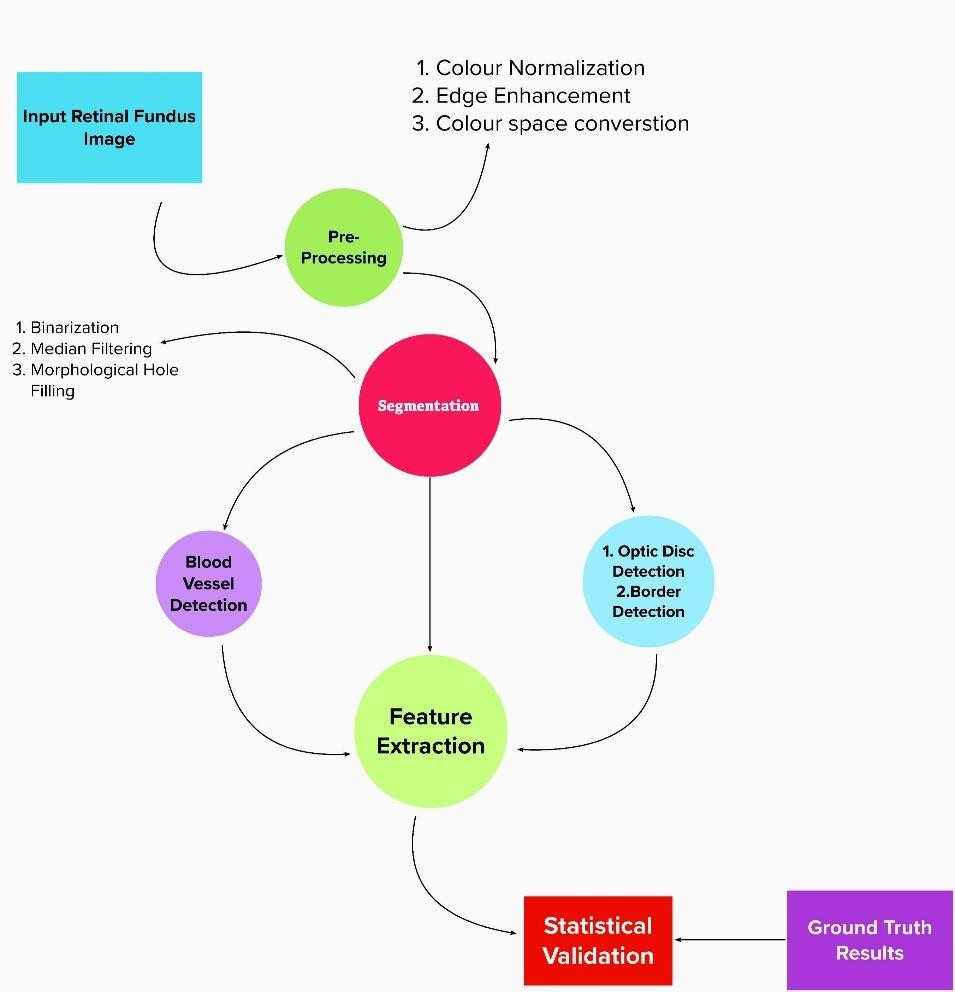 Input Retinal Fundus
Image
1. Colour Normalization
2. Edge Enhancement
3. Colour space converstion
Pre-
Processing
1. Binarization
2. Median Filtering
3. Morphological Hole
Filling
Segmentation
Blood
Vessel
Detection
1. Optic Disc
Detection
2.Border
Detection
Feature
Extraction
Statistical
Validation
Ground Truth
Results